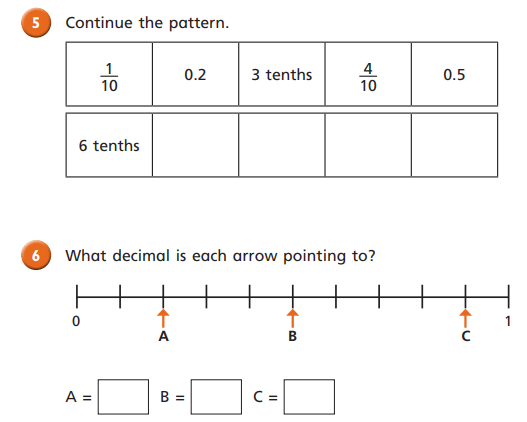 5 Continue the pattern.
1/10 0.2 3 tenths 4/10 0.5
6 tenths
6 What decimal is each arrow pointing to?
0 1
A B C
A = B = C =